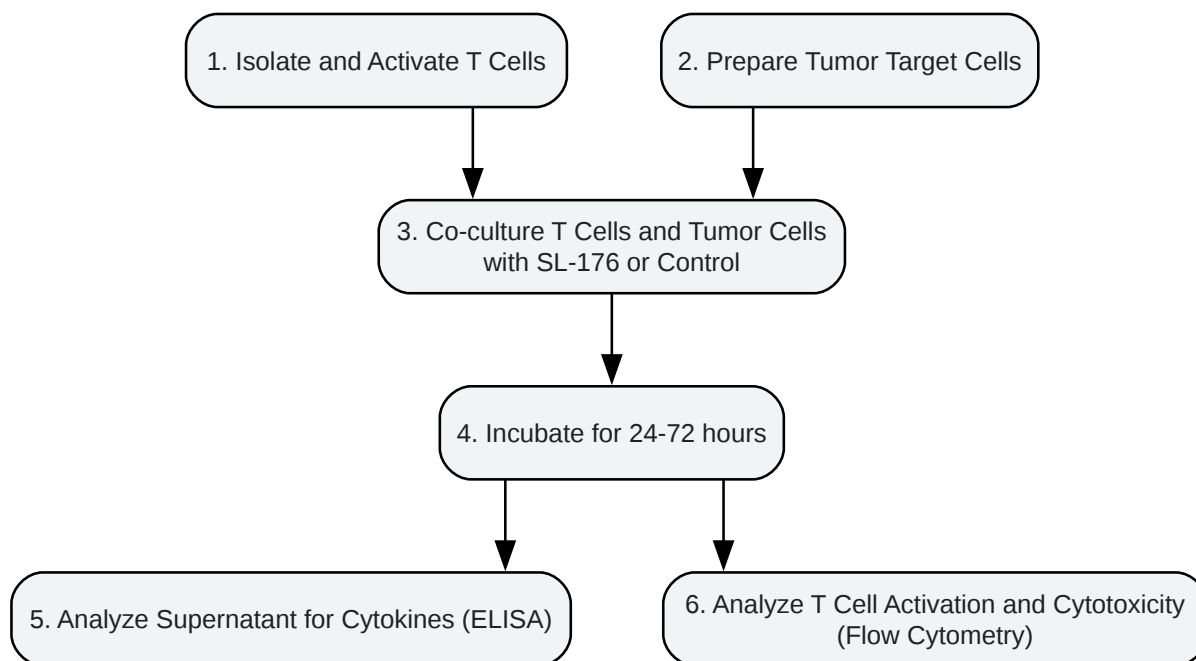 1. Isolate and Activate T Cells
2. Prepare Tumor Target Cells
3. Co-culture T Cells and Tumor Cells
with SL-176 or Control
4. Incubate for 24-72 hours
5. Analyze Supernatant for Cytokines (ELISA)
6. Analyze T Cell Activation and Cytotoxicity
(Flow Cytometry)